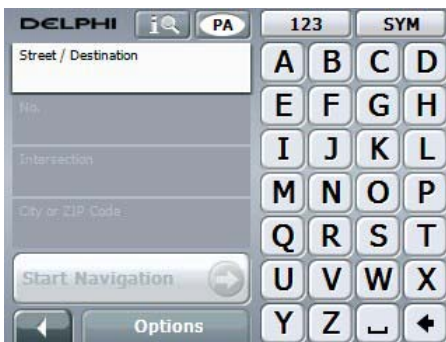 DELPHI PA 123 SYM
Street / Destination
No.
Intersection
City or ZIP Code
Start Navigation
Options
A B C D
E F G H
I J K L
M N O P
Q R S T
U V W X
Y Z